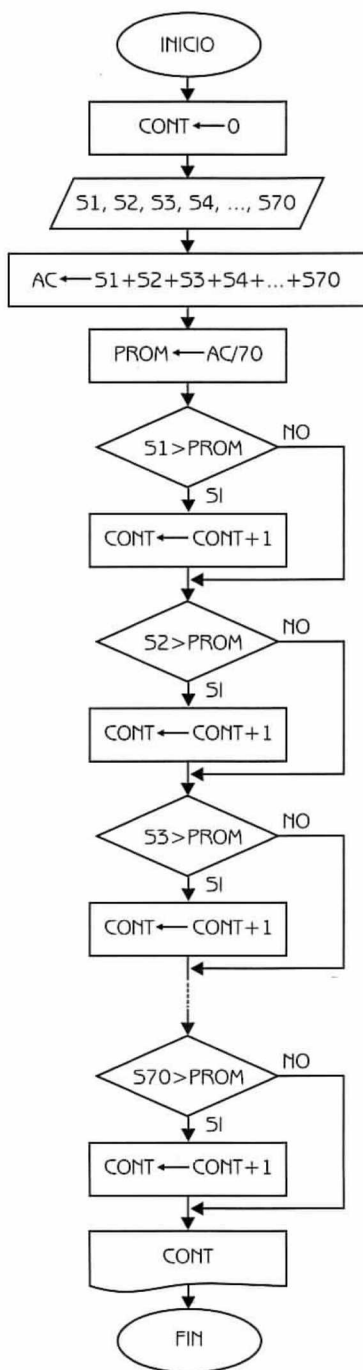 INICIO
CONT ← 0
S1, S2, S3, S4, ..., S70
AC ← S1+S2+S3+S4+...+S70
PROM ← AC/70
S1>PROM
NO
SI
CONT ← CONT+1
S2>PROM
NO
SI
CONT ← CONT+1
S3>PROM
NO
SI
CONT ← CONT+1
S70>PROM
NO
SI
CONT ← CONT+1
CONT
FIN